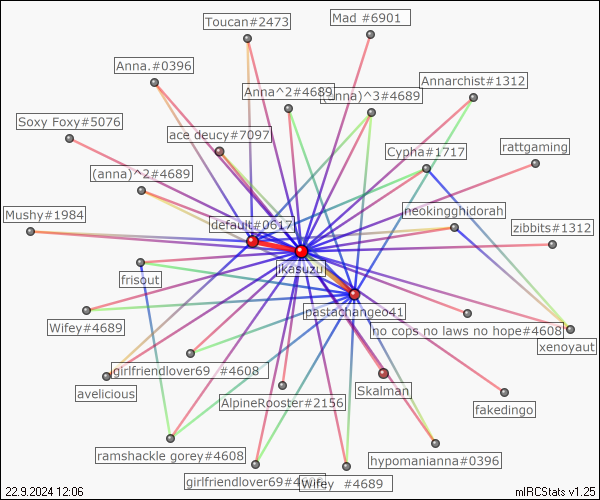 Toucan#2473
Mad #6901
Anna.#0396
Annarchist#1312
Anna^2#4689
(anna)^3#4689
Soxy Foxy#5076
ace deucy#7097
rattgaming
Cypha#1717
(anna)^2#4689
Mushy#1984
default#0617
neokingghidorah
zibbits#1312
jkasuzu
frisout
pastachangeo41
Wifey#4689
no cops no laws no hope#4608
xenoyaut
girlfriendlover69 #4608
avelicious
AlpineRooster#2156
Skalman
fakedingo
ramshackle gorey#4608
hypomanianna#0396
girlfriendlover69#4
Wifey #4689
22.9.2024 12:06
mIRCStats v1.25